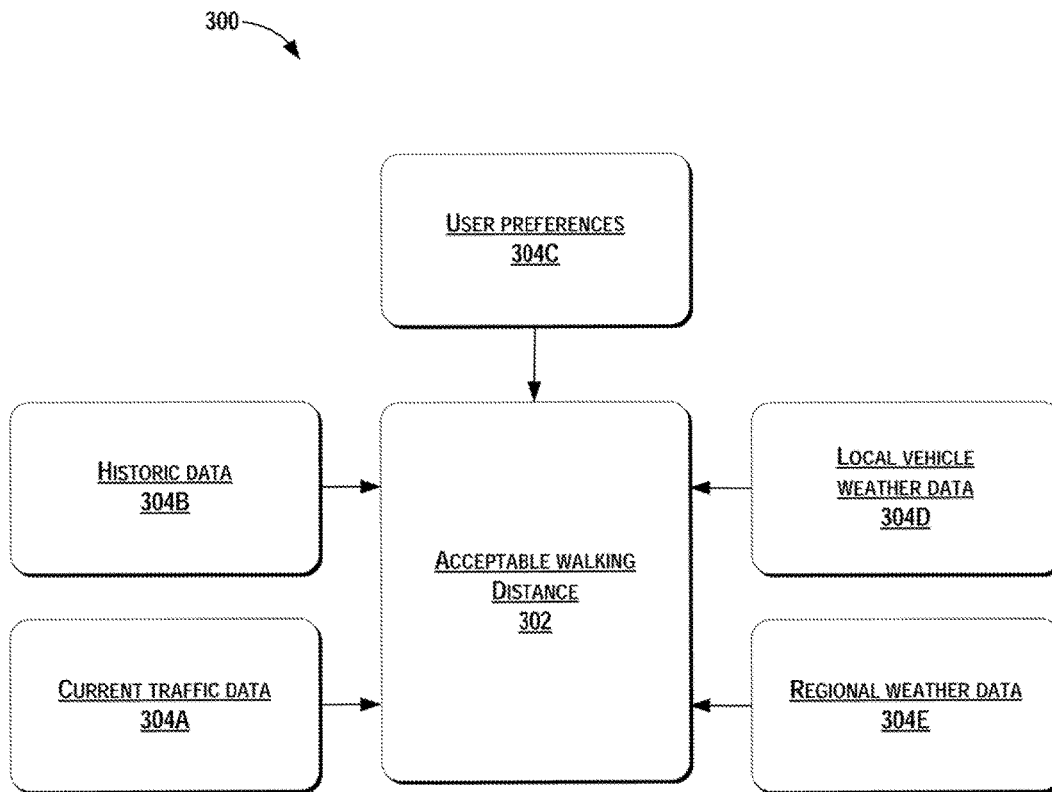 300
USER PREFERENCES
304C
HISTORIC DATA
304B
LOCAL VEHICLE
WEATHER DATA
304D
ACCEPTABLE WALKING
DISTANCE
302
CURRENT TRAFFIC DATA
304A
REGIONAL WEATHER DATA
304E